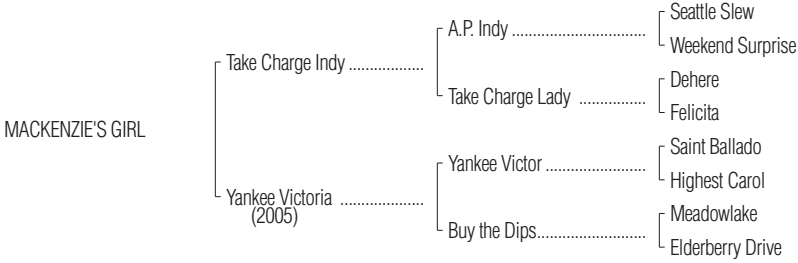 Seattle Slew
A.P. Indy ................................
Weekend Surprise
Take Charge Indy ..................
Dehere
Take Charge Lady ................
Felicita
MACKENZIE'S GIRL
Saint Ballado
Yankee Victor ........................
Highest Carol
Yankee Victoria ....................
(2005)
Meadowlake
Buy the Dips..........................
Elderberry Drive